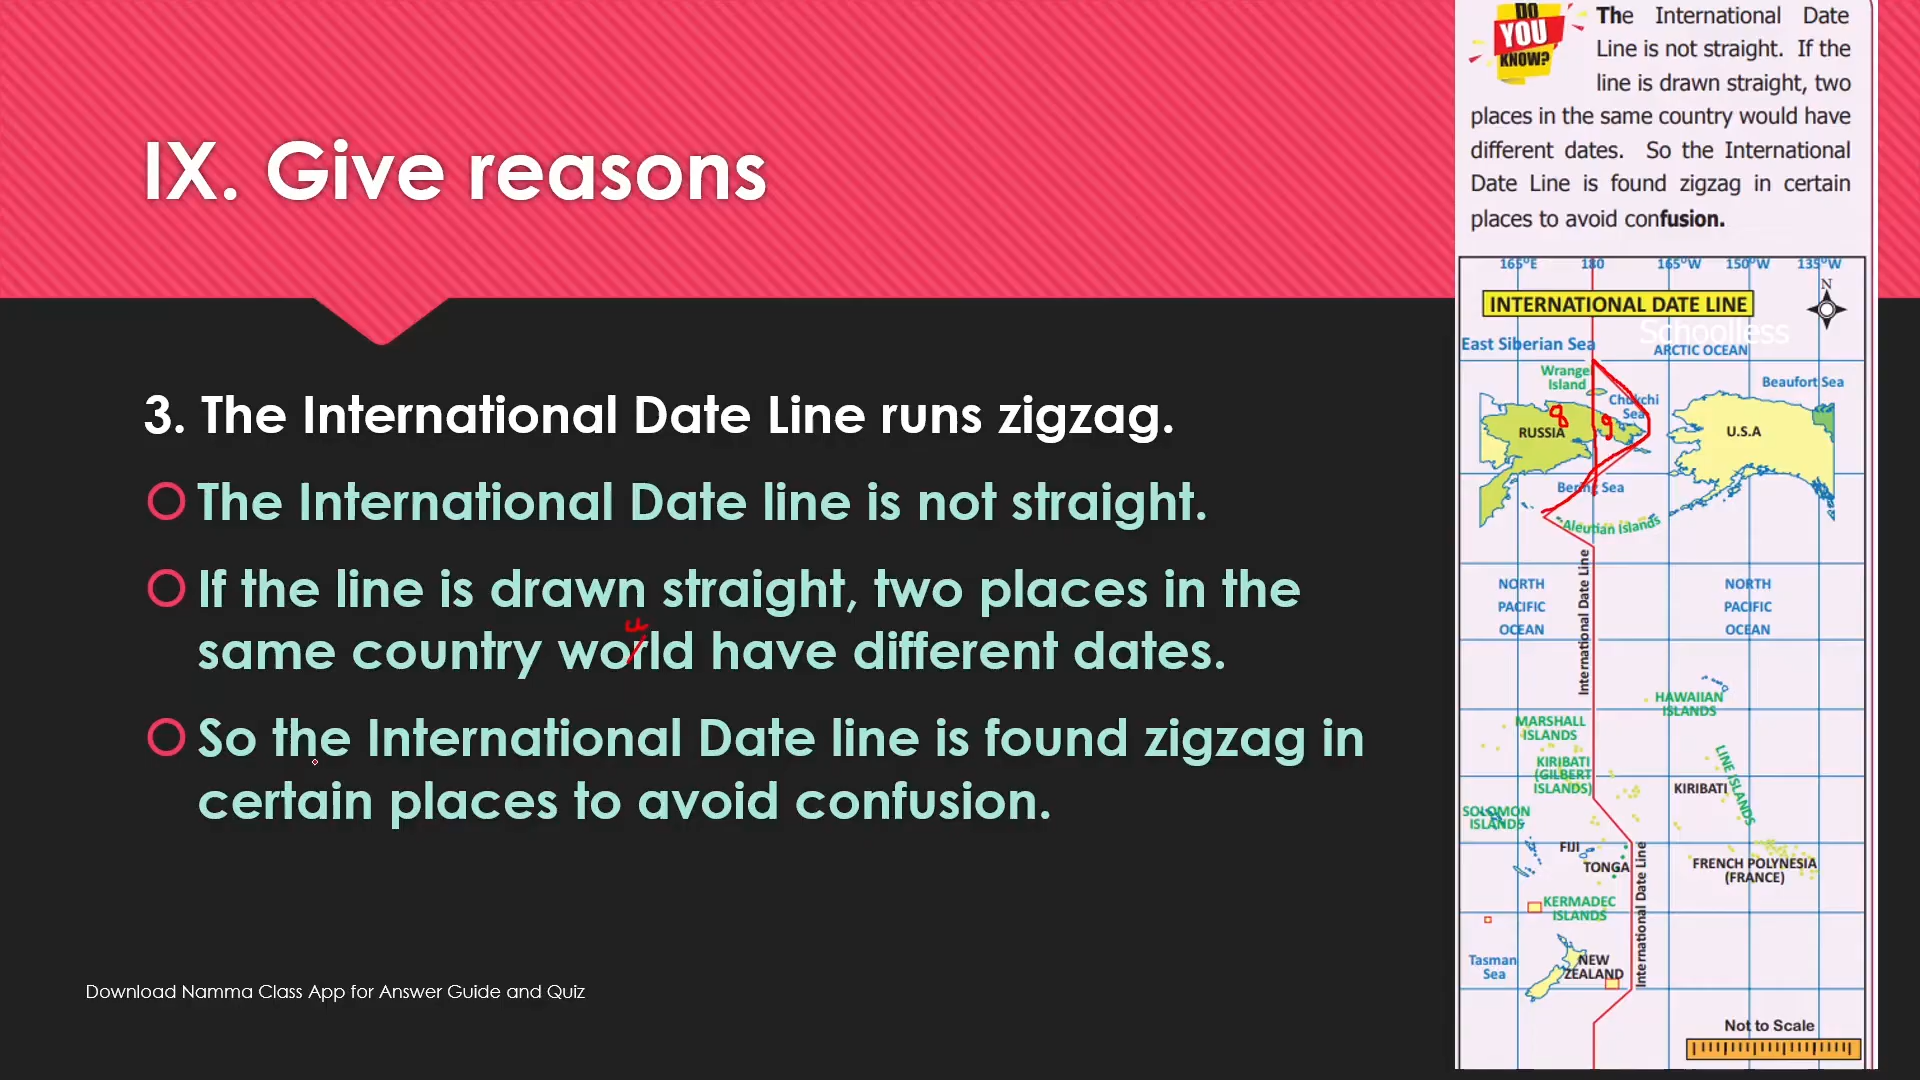 IX. Give reasons
3. The International Date Line runs zigzag.
The International Date line is not straight.
If the line is drawn straight, two places in the
u
same country world have different dates.
So the International Date line is found zigzag in
certain places to avoid confusion.
Download Namma Class App for Answer Guide and Quiz
DO
YOU
KNOW?
The International Date
Line is not straight. If the
line is drawn straight, two
places in the same country would have
different dates. So the International
Date Line is found zigzag in certain
places to avoid confusion.
165°E 180 165°W 150°W 135°W
N
INTERNATIONAL DATE LINE
Schoolless
East Siberian Sea
ARCTIC OCEAN
Wrange
Island
Beaufort Sea
Chukchi
Sea
8 9
RUSSIA
U.S.A
Bering Sea
Aleutian Islands
International Date Line
NORTH
PACIFIC
OCEAN
NORTH
PACIFIC
OCEAN
HAWAIIAN
ISLANDS
MARSHALL
ISLANDS
KIRIBATI
(GILBERT
ISLANDS)
LINE ISLANDS
KIRIBATI
SOLOMON
ISLANDS
FIJI
TONGA
FRENCH POLYNESIA
(FRANCE)
International Date Line
KERMADEC
ISLANDS
Tasman
Sea
NEW
ZEALAND
Not to Scale